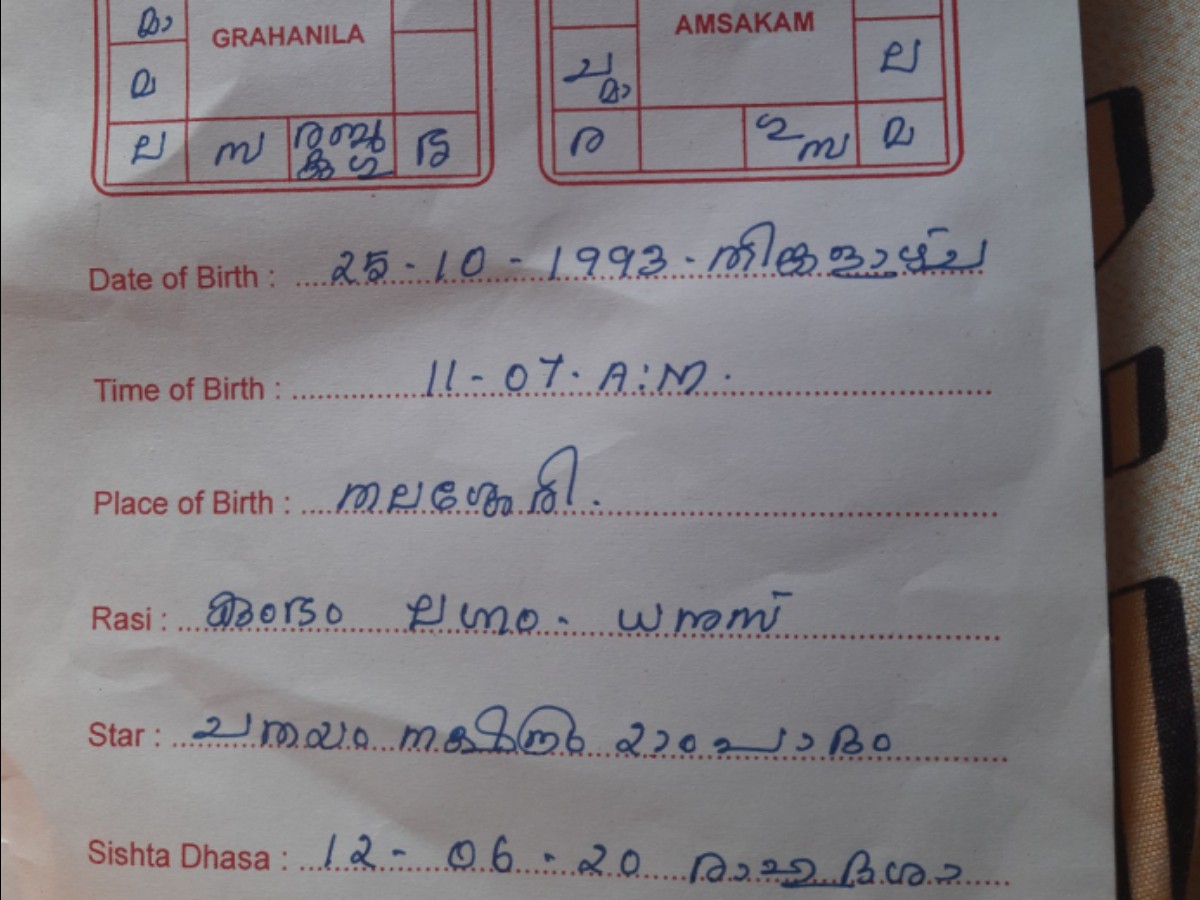 മാ GRAHANILA AMSAKAM
മ ച മാ ല
ല സ ര ബു കു ഗു ശു ര ഗു സ മ
Date of Birth : 25-10-1993. തിങ്കളാഴ്ച
Time of Birth : 11-07. A:M.
Place of Birth : തലശ്ശേരി.
Rasi : കുംഭം ലഗ്നം. ധനുസ്
Star : ചതയം നക്ഷത്രം 2ാം പാദം
Sishta Dhasa : 12- 06-20 രാഹുദശാ